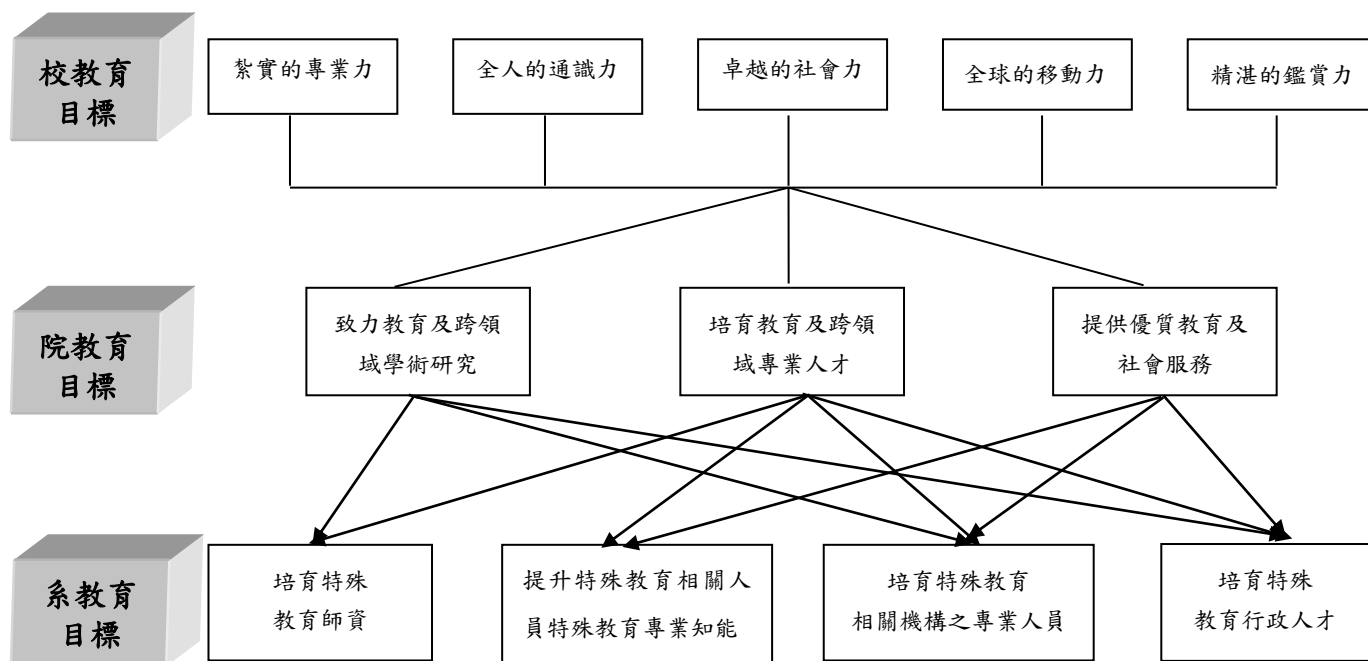 校教育
目標
紮實的專業力
全人的通識力
卓越的社會力
全球的移動力
精湛的鑑賞力
院教育
目標
致力教育及跨領
域學術研究
培育教育及跨領
域專業人才
提供優質教育及
社會服務
系教育
目標
培育特殊
教育師資
提升特殊教育相關人
員特殊教育專業知能
培育特殊教育
相關機構之專業人員
培育特殊
教育行政人才